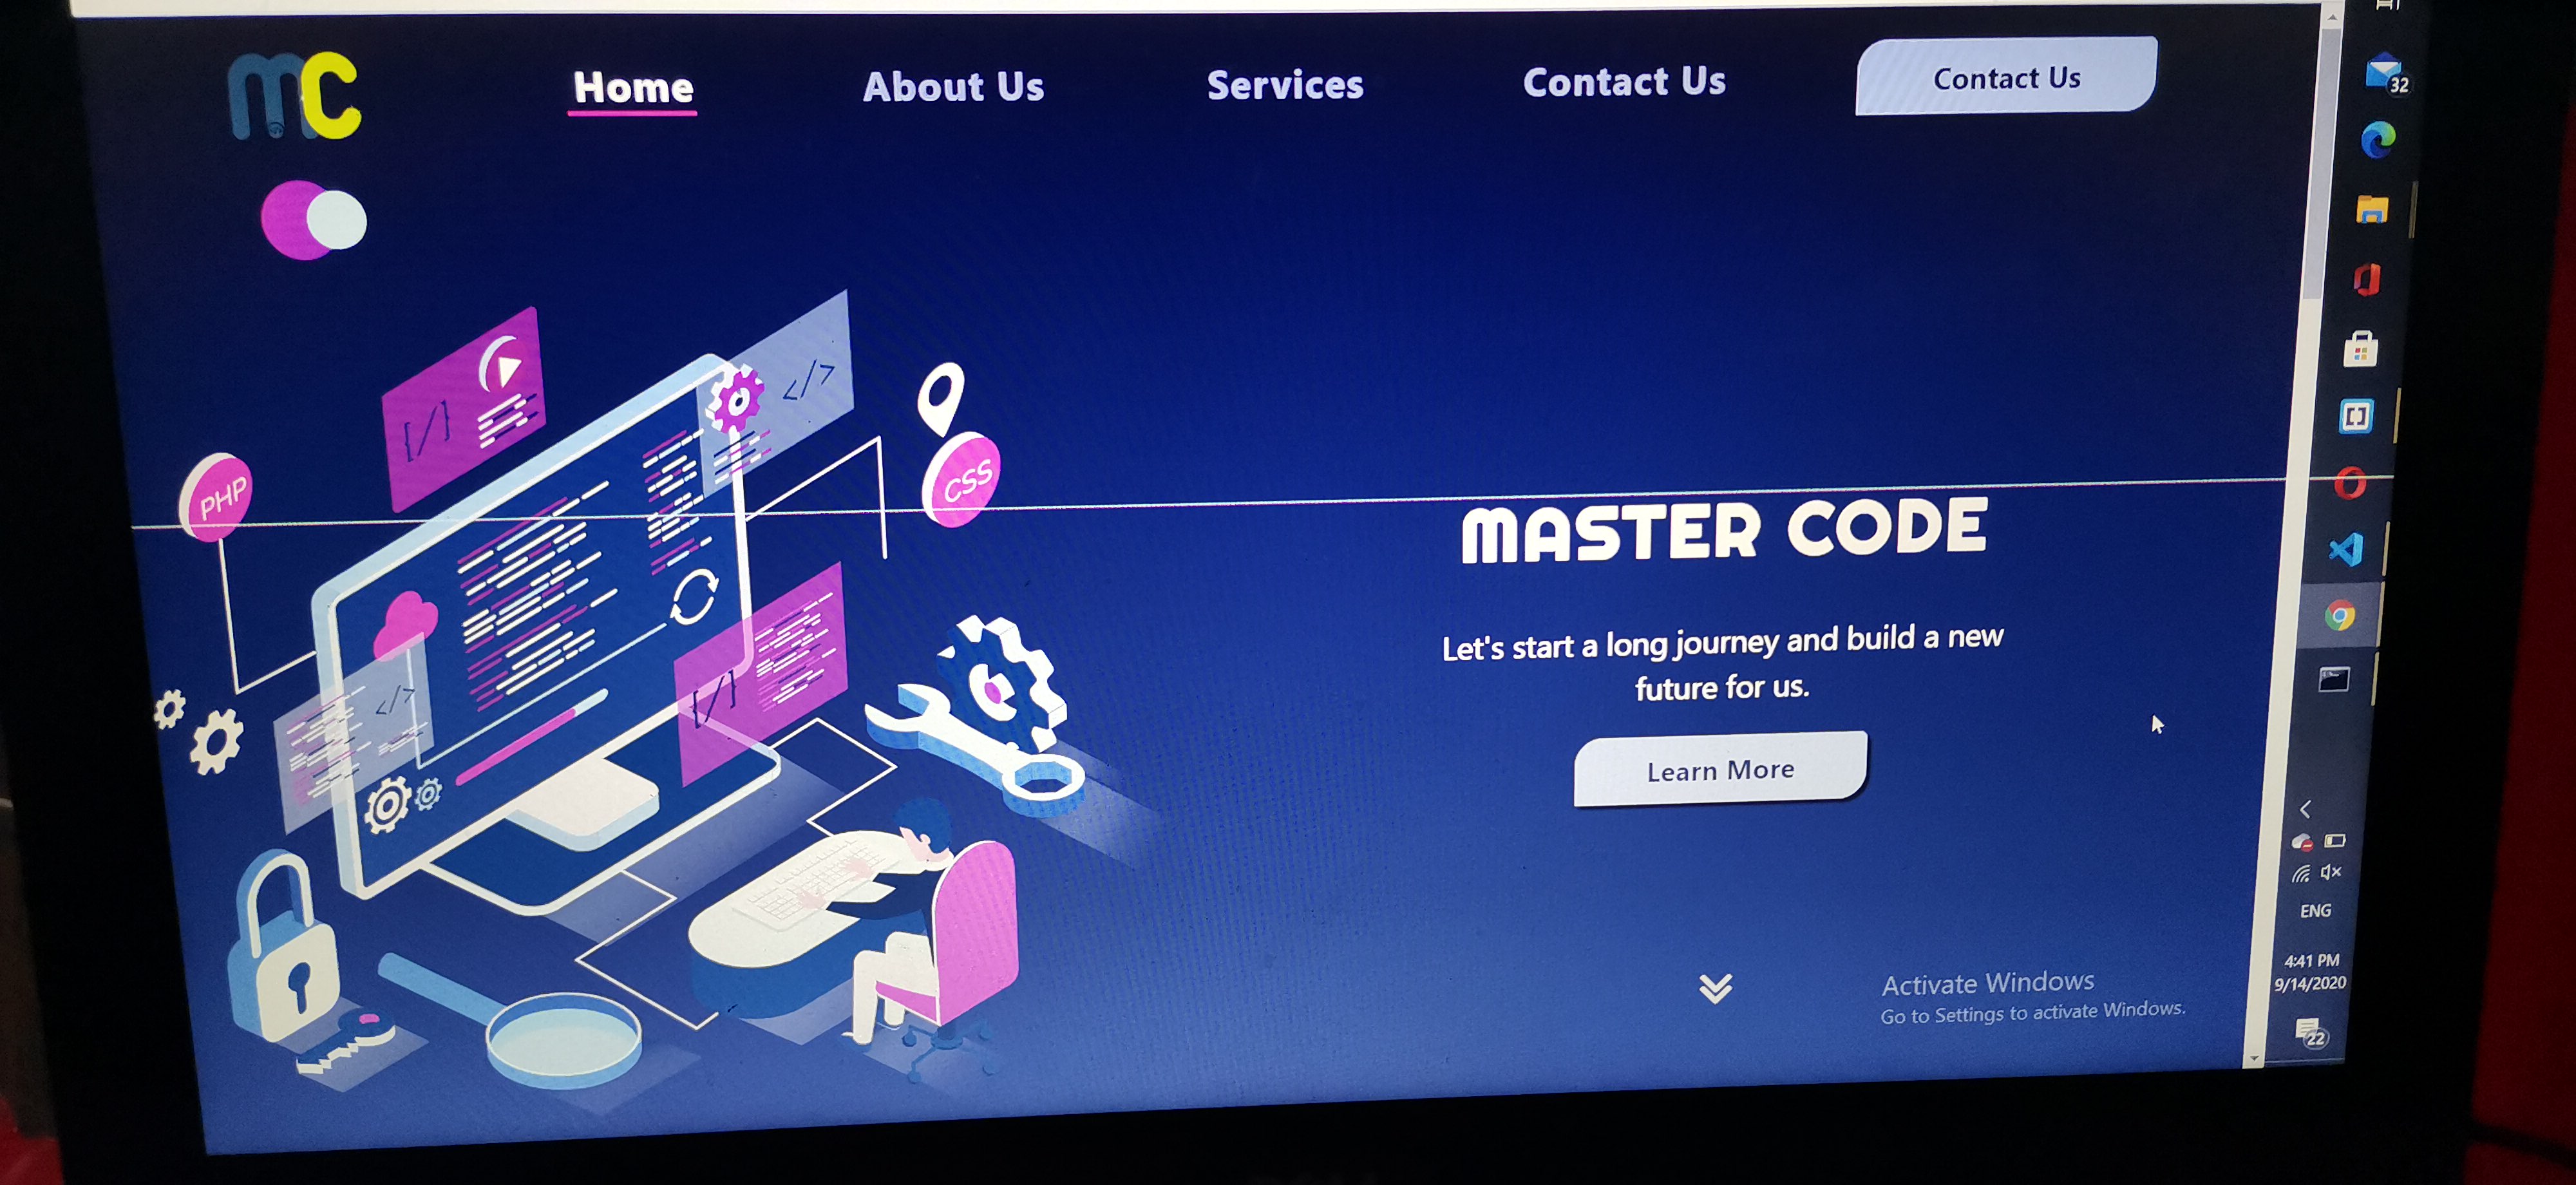 mc
Home
About Us
Services
Contact Us
Contact Us
32
{/}
</>
PHP
CSS
MASTER CODE
Let's start a long journey and build a new
future for us.
</>
{/}
Learn More
ENG
4:41 PM
9/14/2020
Activate Windows
Go to Settings to activate Windows.
22